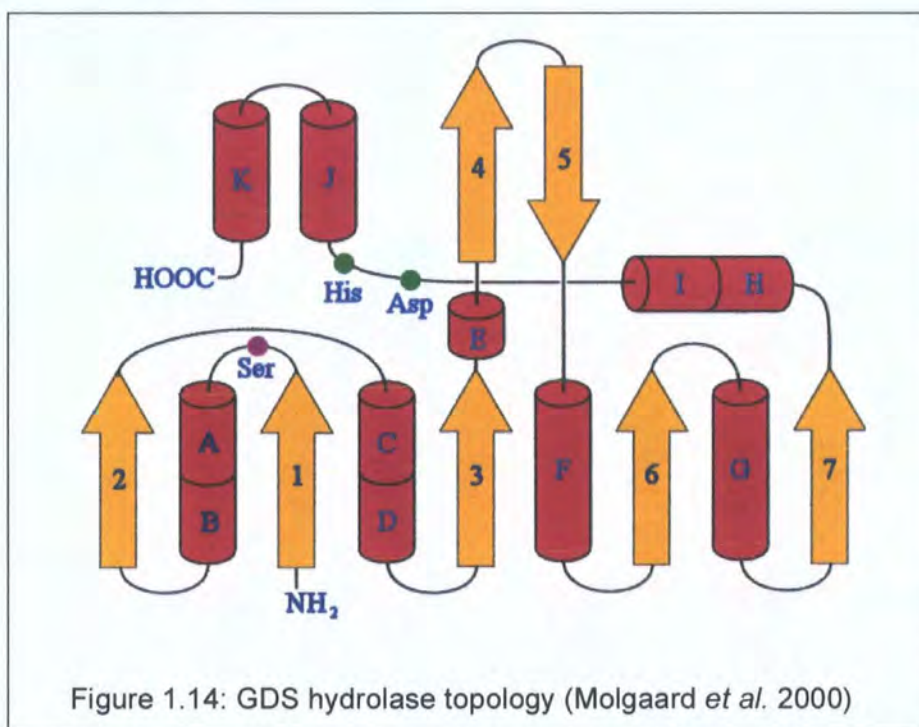 4 5
K J
HOOC His Asp I H
E
Ser
2 A 1 C 3 F 6 G 7
B D
NH₂
Figure 1.14: GDS hydrolase topology (Molgaard et al. 2000)